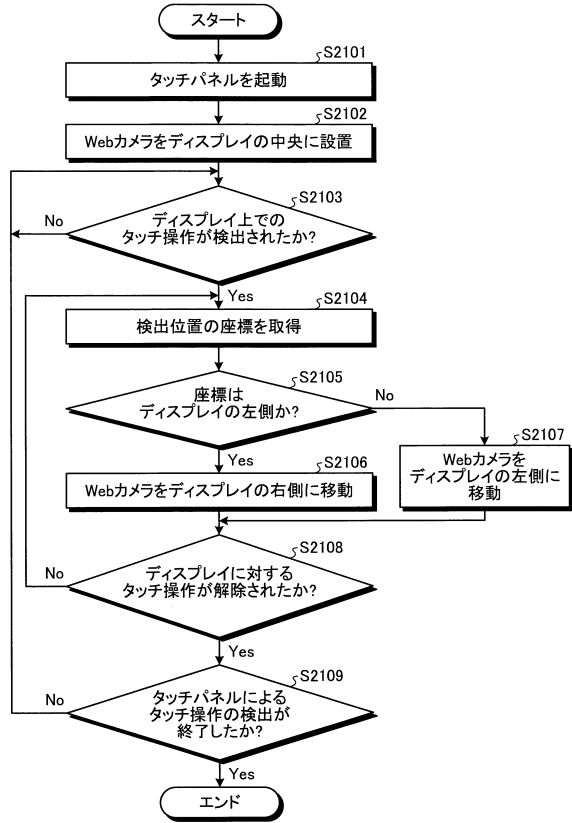 スタート
S2101
タッチパネルを起動
S2102
Webカメラをディスプレイの中央に設置
S2103
ディスプレイ上での
タッチ操作が検出されたか?
No
Yes
S2104
検出位置の座標を取得
S2105
座標は
ディスプレイの左側か?
No
Yes
S2106
Webカメラをディスプレイの右側に移動
S2107
Webカメラを
ディスプレイの左側に
移動
S2108
ディスプレイに対する
タッチ操作が解除されたか?
No
Yes
S2109
タッチパネルによる
タッチ操作の検出が
終了したか?
No
Yes
エンド